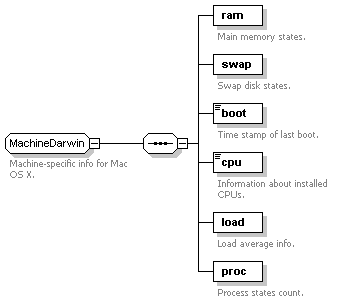 ram
Main memory states.
swap
Swap disk states.
boot
Time stamp of last boot.
MachineDarwin
Machine-specific info for Mac
OS X.
cpu
Information about installed
CPUs.
load
Load average info.
proc
Process states count.